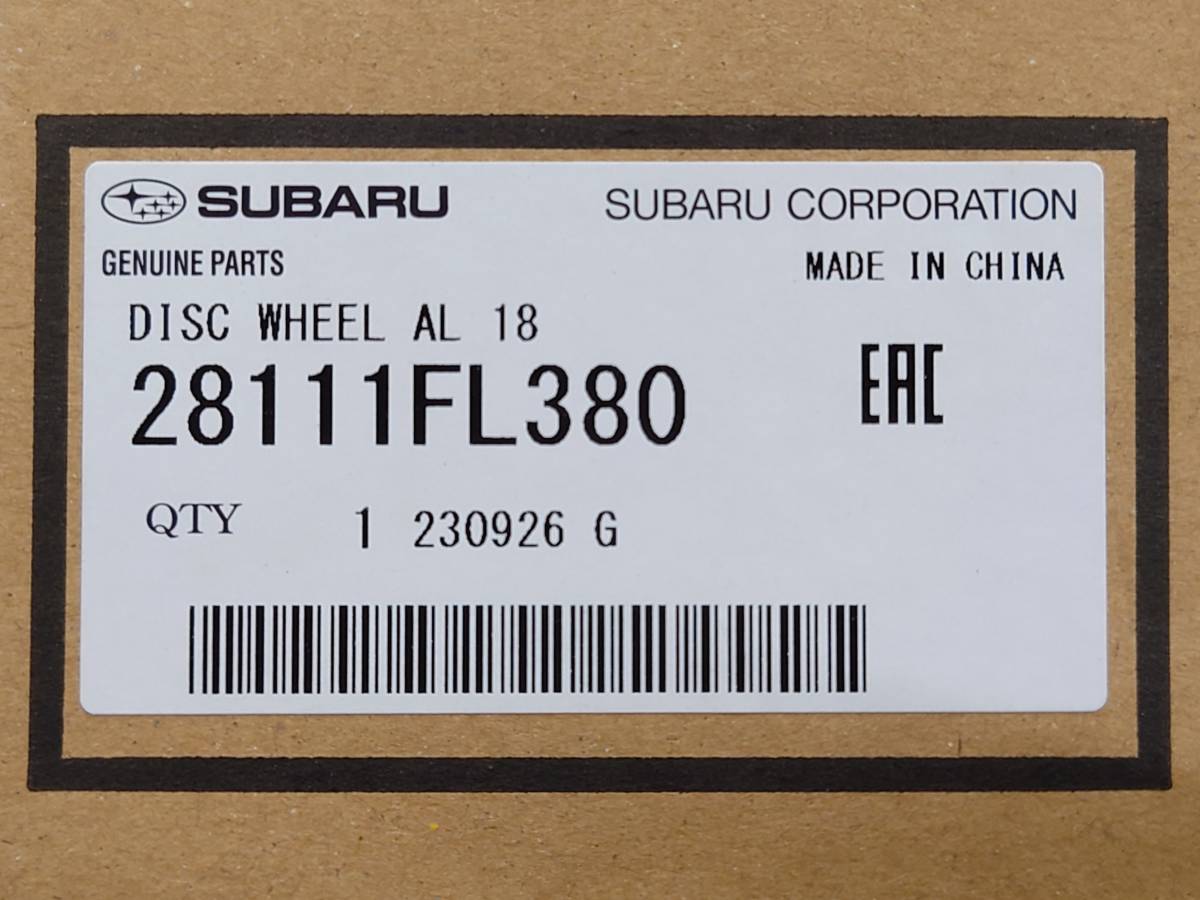 SUBARU SUBARU CORPORATION
GENUINE PARTS MADE IN CHINA
DISC WHEEL AL 18
28111FL380 EAC
QTY 1 230926 G